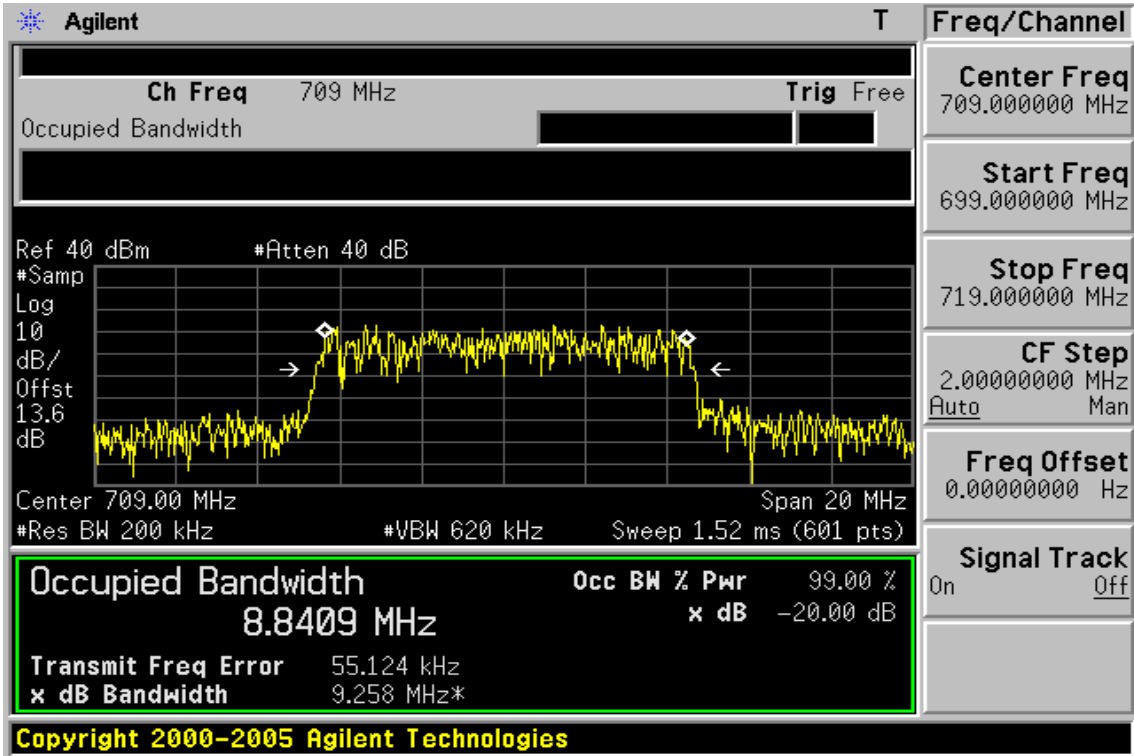 Agilent T
Freq/Channel
Ch Freq 709 MHz Trig Free
Occupied Bandwidth
Center Freq
709.000000 MHz
Start Freq
699.000000 MHz
Stop Freq
719.000000 MHz
CF Step
2.00000000 MHz
Auto Man
Freq Offset
0.00000000 Hz
Signal Track
On Off
Ref 40 dBm #Atten 40 dB
#Samp
Log
10
dB/
Offst
13.6
dB
Center 709.00 MHz Span 20 MHz
#Res BW 200 kHz #VBW 620 kHz Sweep 1.52 ms (601 pts)
Occupied Bandwidth
8.8409 MHz
Occ BW % Pwr 99.00 %
x dB -20.00 dB
Transmit Freq Error 55.124 kHz
x dB Bandwidth 9.258 MHz*
Copyright 2000-2005 Agilent Technologies